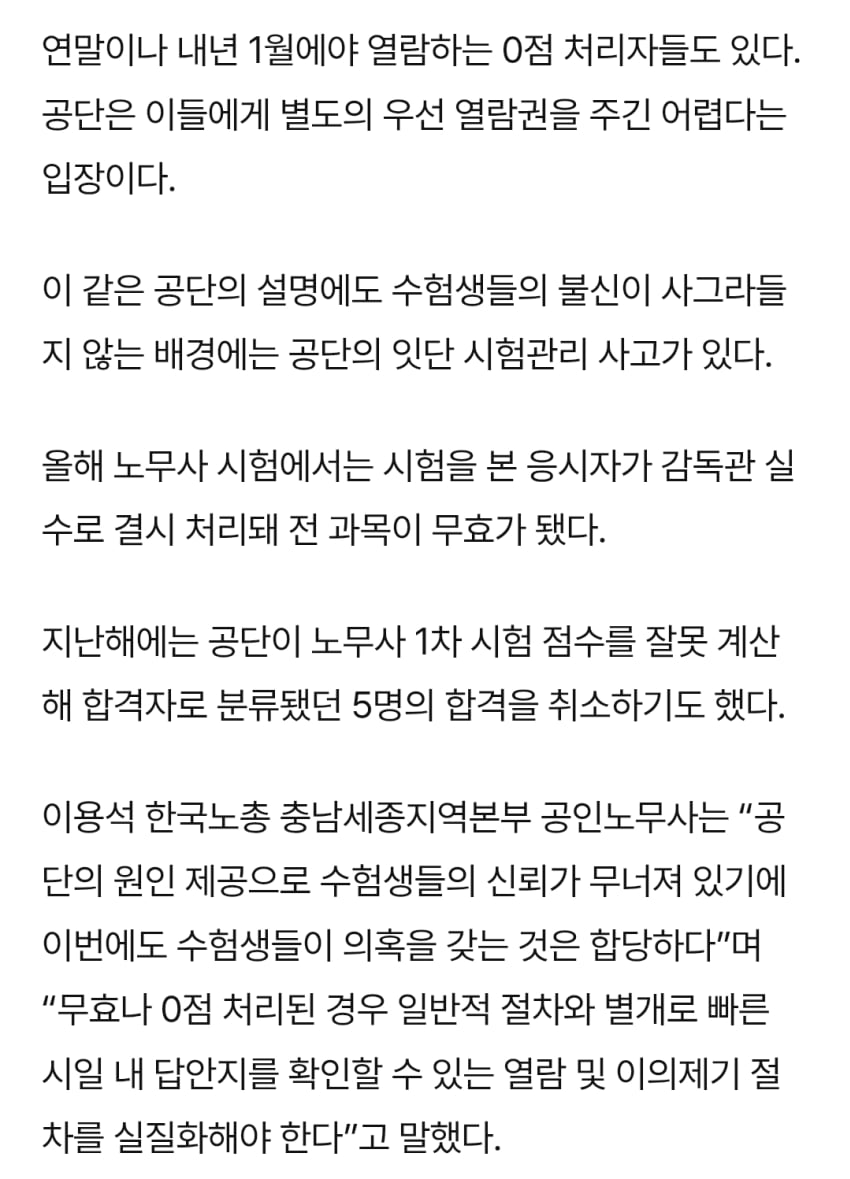 연말이나 내년 1월에야 열람하는 0점 처리자들도 있다.
공단은 이들에게 별도의 우선 열람권을 주긴 어렵다는
입장이다.
이 같은 공단의 설명에도 수험생들의 불신이 사그라들
지 않는 배경에는 공단의 잇단 시험관리 사고가 있다.
올해 노무사 시험에서는 시험을 본 응시자가 감독관 실
수로 결시 처리돼 전 과목이 무효가 됐다.
지난해에는 공단이 노무사 1차 시험 점수를 잘못 계산
해 합격자로 분류됐던 5명의 합격을 취소하기도 했다.
이용석 한국노총 충남세종지역본부 공인노무사는 “공
단의 원인 제공으로 수험생들의 신뢰가 무너져 있기에
이번에도 수험생들이 의혹을 갖는 것은 합당하다”며
“무효나 0점 처리된 경우 일반적 절차와 별개로 빠른
시일 내 답안지를 확인할 수 있는 열람 및 이의제기 절
차를 실질화해야 한다”고 말했다.